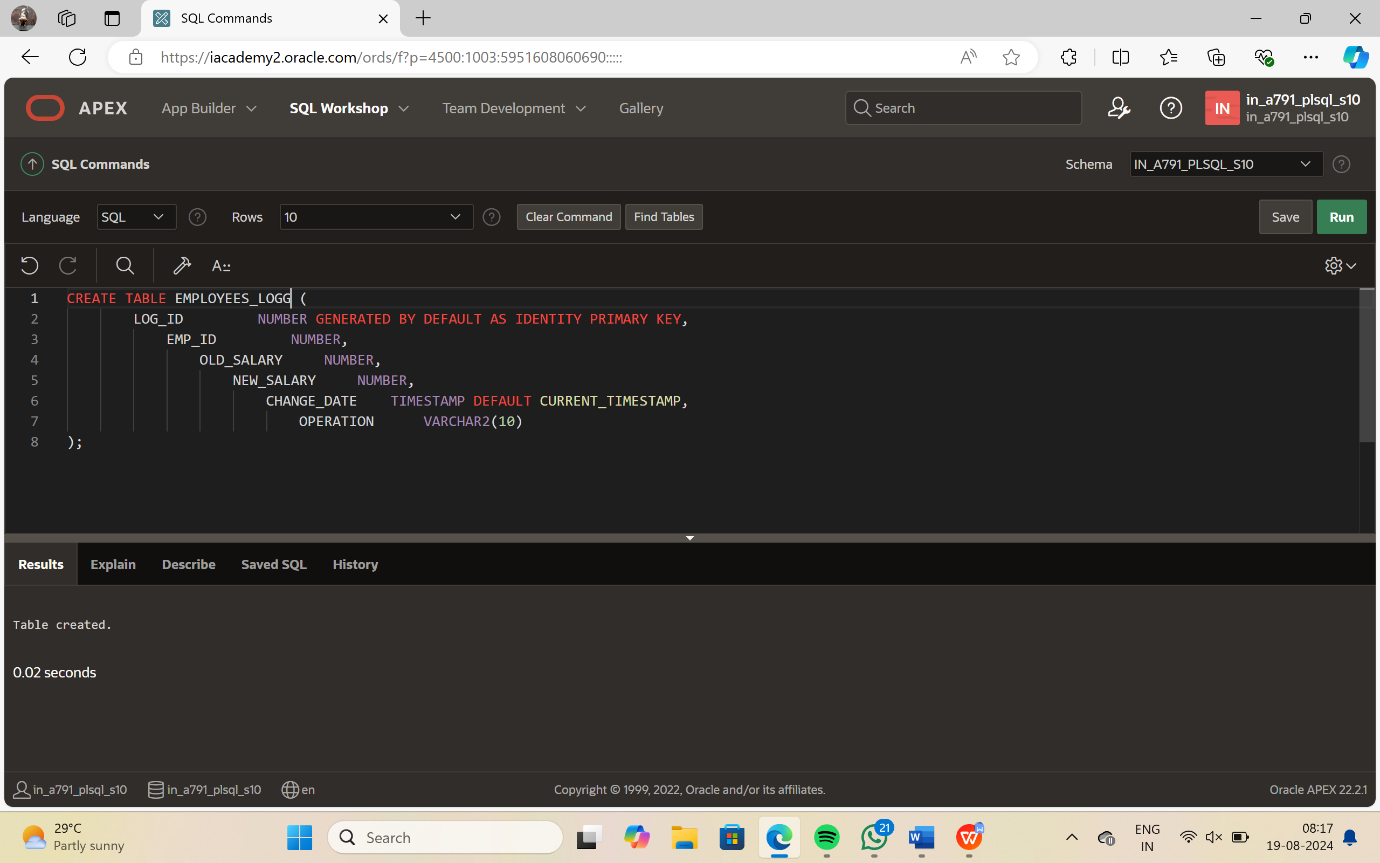 SQL Commands
https://iacademy2.oracle.com/ords/f?p=4500:1003:5951608060690:::::
APEX App Builder SQL Workshop Team Development Gallery Search IN in_a791_plsql_s10
in_a791_plsql_s10
SQL Commands Schema IN_A791_PLSQL_S10
Language SQL Rows 10 Clear Command Find Tables Save Run
1 CREATE TABLE EMPLOYEES_LOGG (
2 LOG_ID NUMBER GENERATED BY DEFAULT AS IDENTITY PRIMARY KEY,
3 EMP_ID NUMBER,
4 OLD_SALARY NUMBER,
5 NEW_SALARY NUMBER,
6 CHANGE_DATE TIMESTAMP DEFAULT CURRENT_TIMESTAMP,
7 OPERATION VARCHAR2(10)
8 );
Results Explain Describe Saved SQL History
Table created.
0.02 seconds
in_a791_plsql_s10 in_a791_plsql_s10 en Copyright © 1999, 2022, Oracle and/or its affiliates. Oracle APEX 22.2.1
29°C
Partly sunny
Search
21
ENG
IN
08:17
19-08-2024